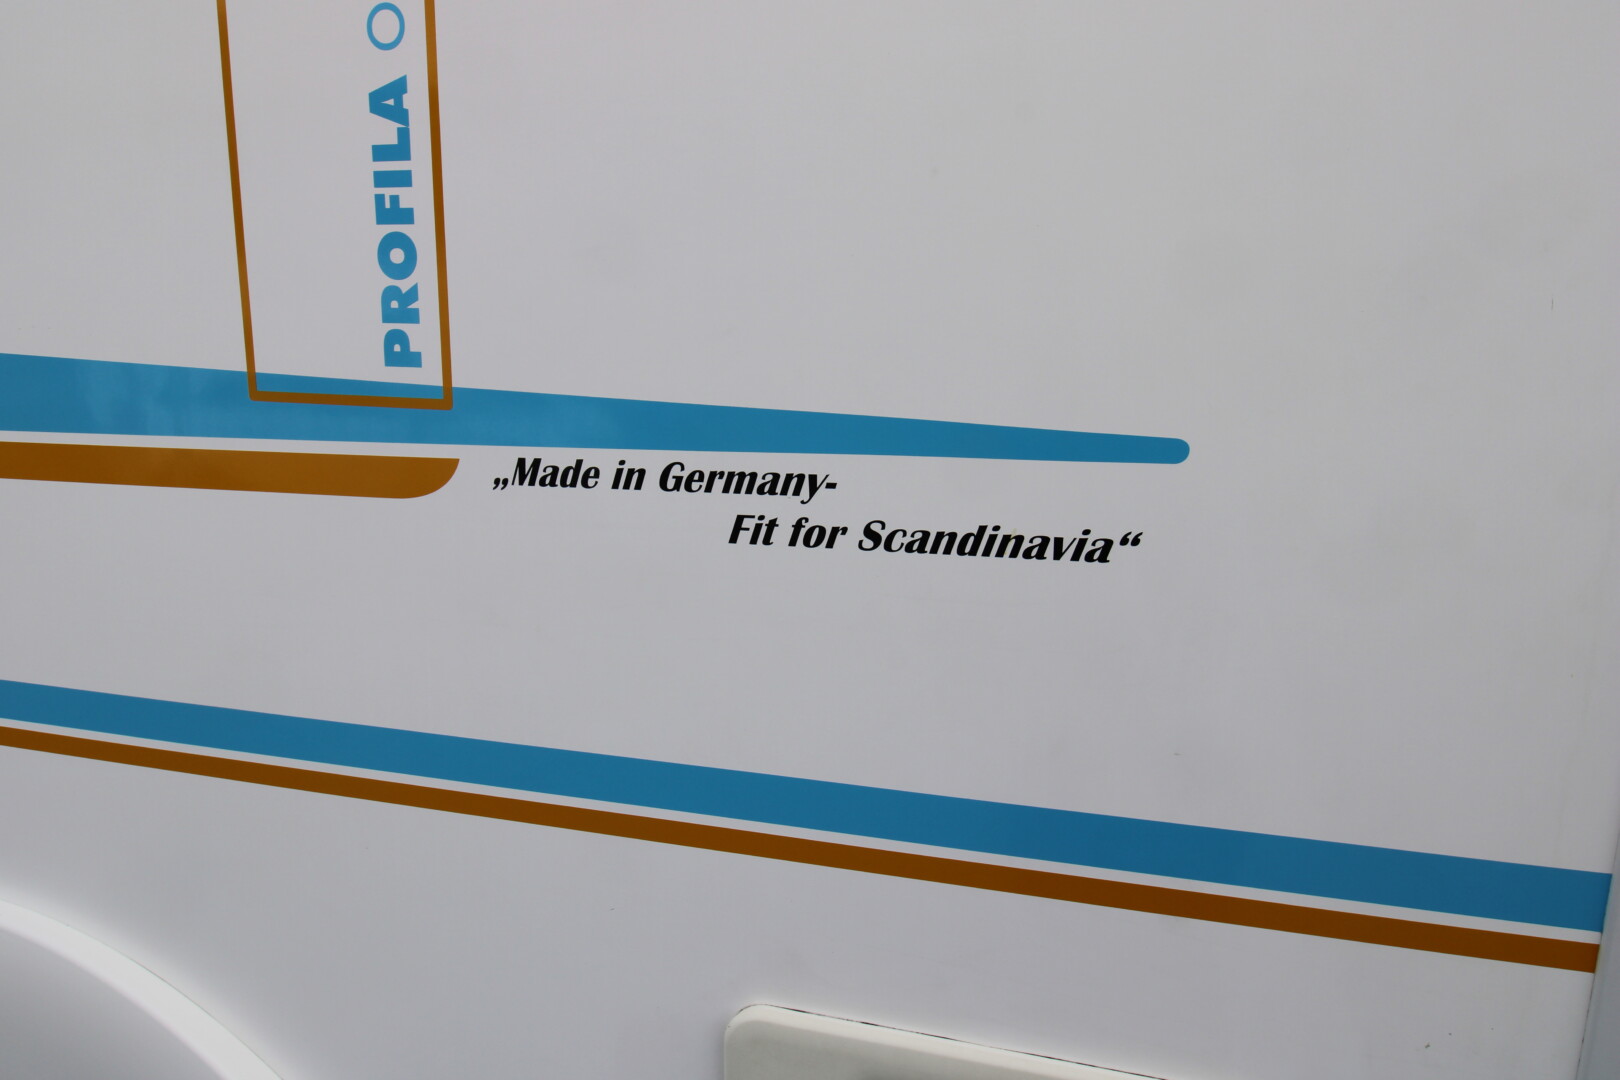 PROFILA
„Made in Germany-
Fit for Scandinavia“